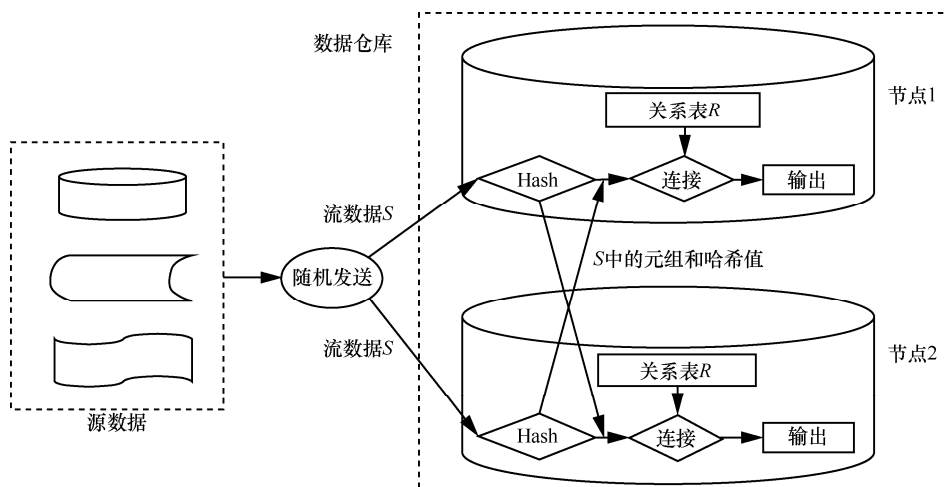 数据仓库
节点1
关系表R
Hash
连接
输出
流数据S
随机发送
S中的元组和哈希值
流数据S
节点2
关系表R
Hash
连接
输出
源数据